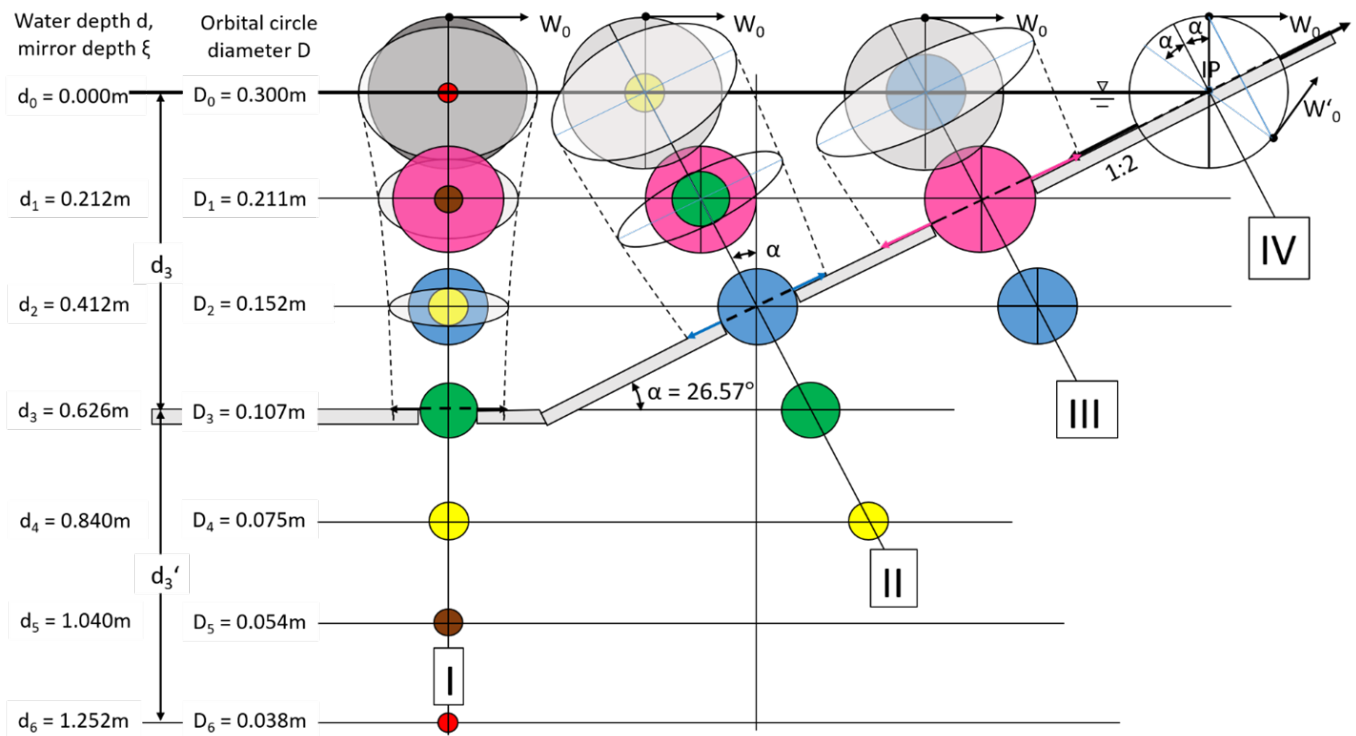 Water depth d,
mirror depth ξ
Orbital circle
diameter D
W₀
W₀
W₀
W₀
α
α
IP
W‘₀
d₀ = 0.000m
D₀ = 0.300m
1:2
d₁ = 0.212m
D₁ = 0.211m
α
IV
d₃
d₂ = 0.412m
D₂ = 0.152m
α = 26.57°
III
d₃ = 0.626m
D₃ = 0.107m
d₄ = 0.840m
D₄ = 0.075m
d₃‘
II
d₅ = 1.040m
D₅ = 0.054m
I
d₆ = 1.252m
D₆ = 0.038m